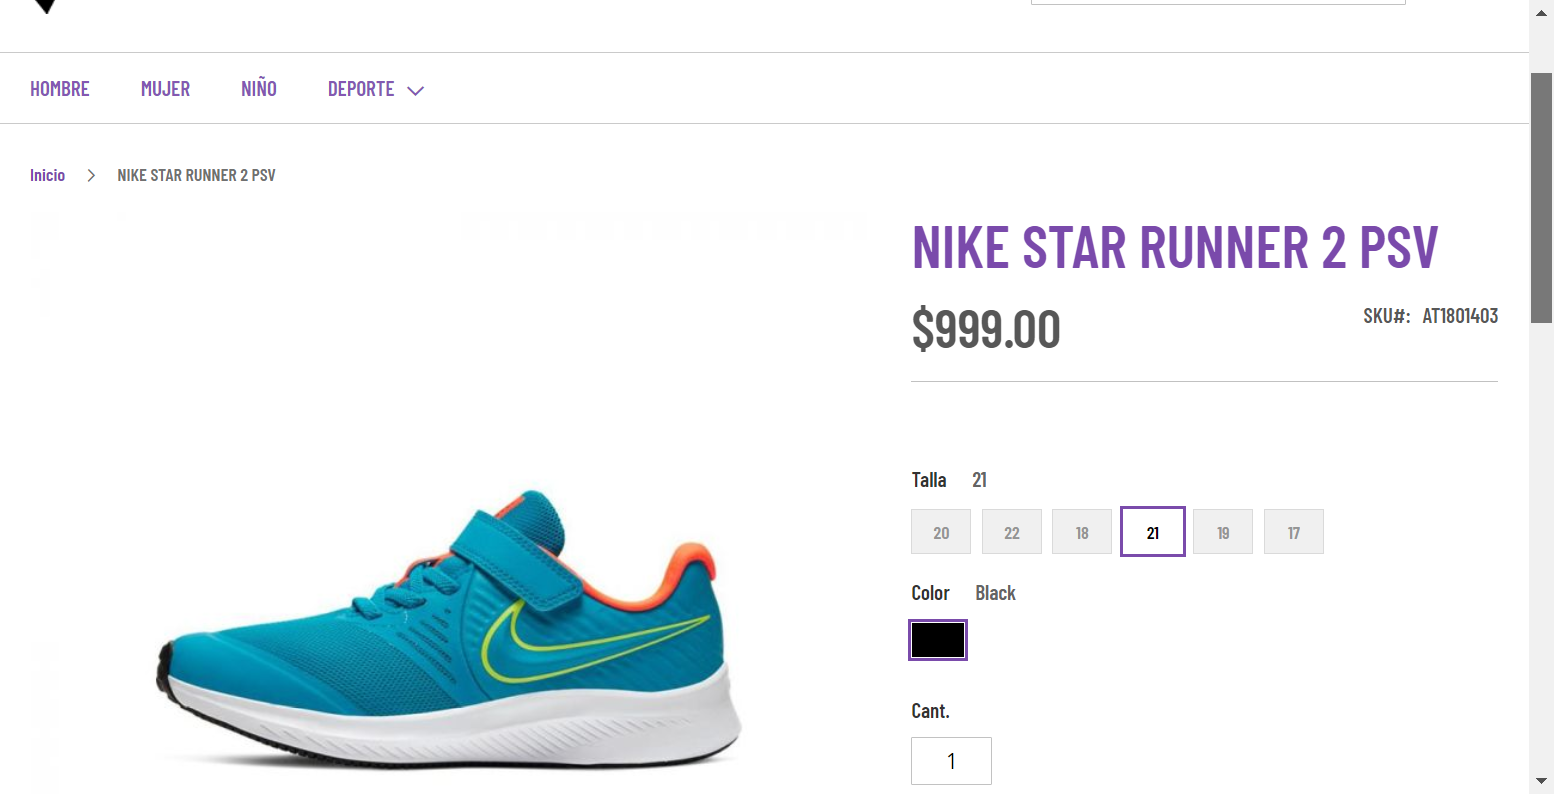 HOMBRE MUJER NIÑO DEPORTE
Inicio NIKE STAR RUNNER 2 PSV
NIKE STAR RUNNER 2 PSV
$999.00
SKU#: AT1801403
Talla 21
20 22 18 21 19 17
Color Black
Cant.
1